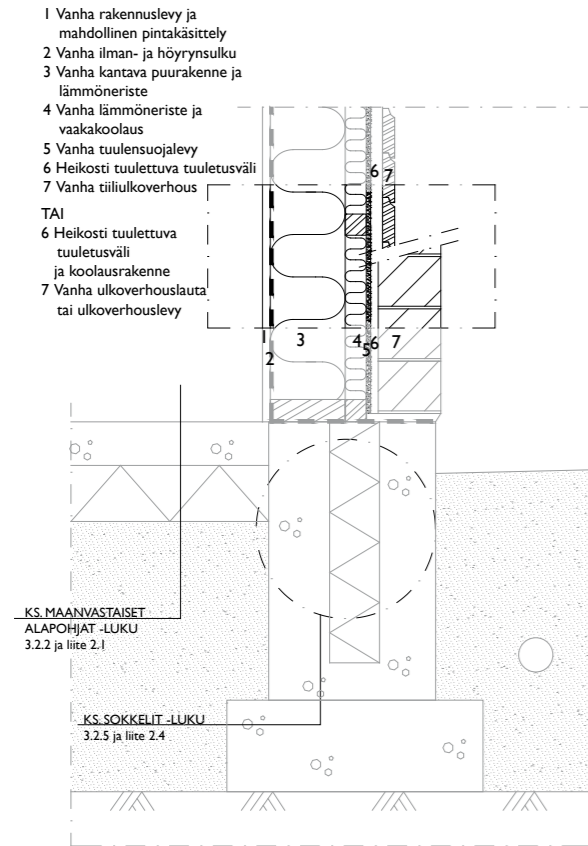 1 Vanha rakennuslevy ja
mahdollinen pintakäsittely
2 Vanha ilman- ja höyrynsulku
3 Vanha kantava puurakenne ja
lämmöneriste
4 Vanha lämmöneriste ja
vaakakoolaus
5 Vanha tuulensuojalevy
6 Heikosti tuulettuva tuuletusväli
7 Vanha tiiliulkoverhous
TAI
6 Heikosti tuulettuva
tuuletusväli
ja koolausrakenne
7 Vanha ulkoverhouslauta
tai ulkoverhouslevy
6 7
1 2 3 4 5 6 7
KS. MAANVASTAISET
ALAPOHJAT -LUKU
3.2.2 ja liite 2.1
KS. SOKKELIT -LUKU
3.2.5 ja liite 2.4